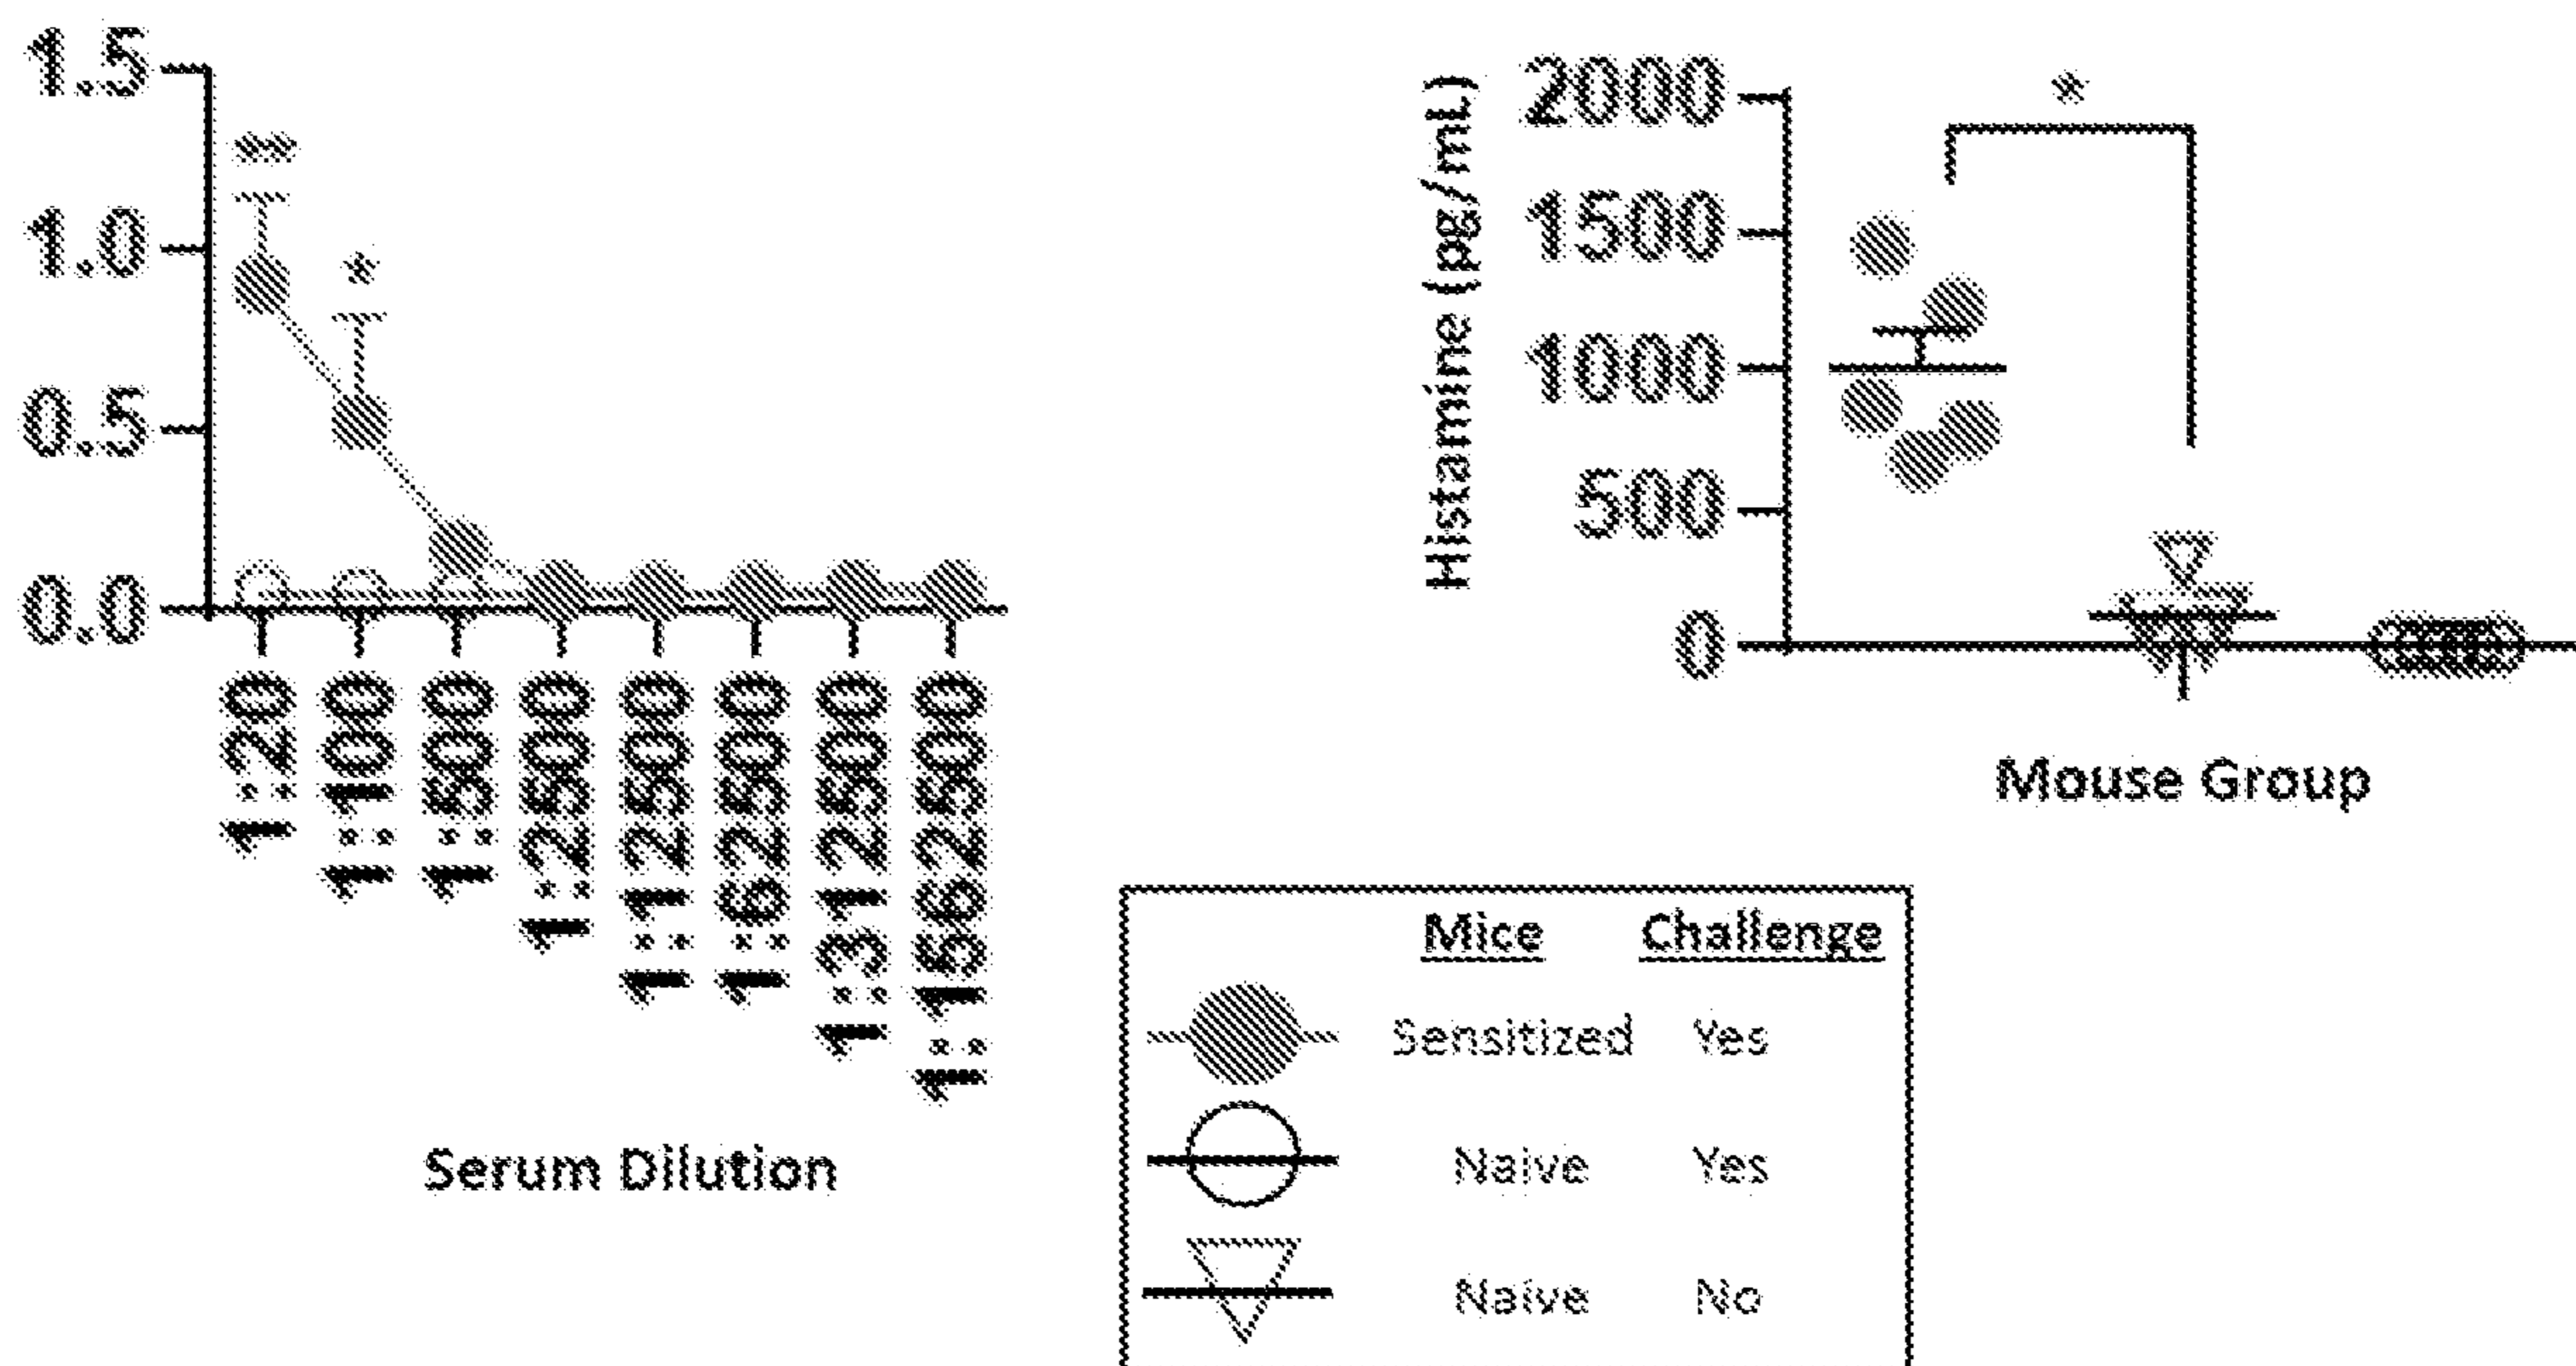 1.5
1.0
0.5
0.0
1:20
1:100
1:500
1:2500
1:12500
1:62500
1:312500
1:1562500
Serum Dilution
*
Histamine (pg/mL)
2000
1500
1000
500
0
*
Mouse Group
Mice Challenge
Sensitized Yes
Naive Yes
Naive No